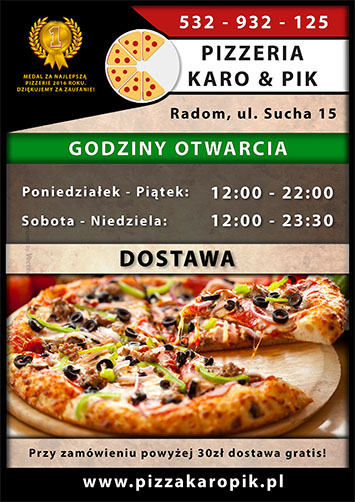 532 - 932 - 125
1
MEDAL ZA NAJLEPSZĄ
PIZZERIE 2016 ROKU.
DZIĘKUJEMY ZA ZAUFANIE!
PIZZERIA
KARO & PIK
Radom, ul. Sucha 15
GODZINY OTWARCIA
Poniedziałek - Piątek: 12:00 - 22:00
Sobota - Niedziela: 12:00 - 23:30
DOSTAWA
Przy zamówieniu powyżej 30zł dostawa gratis!
www.pizzakaropik.pl